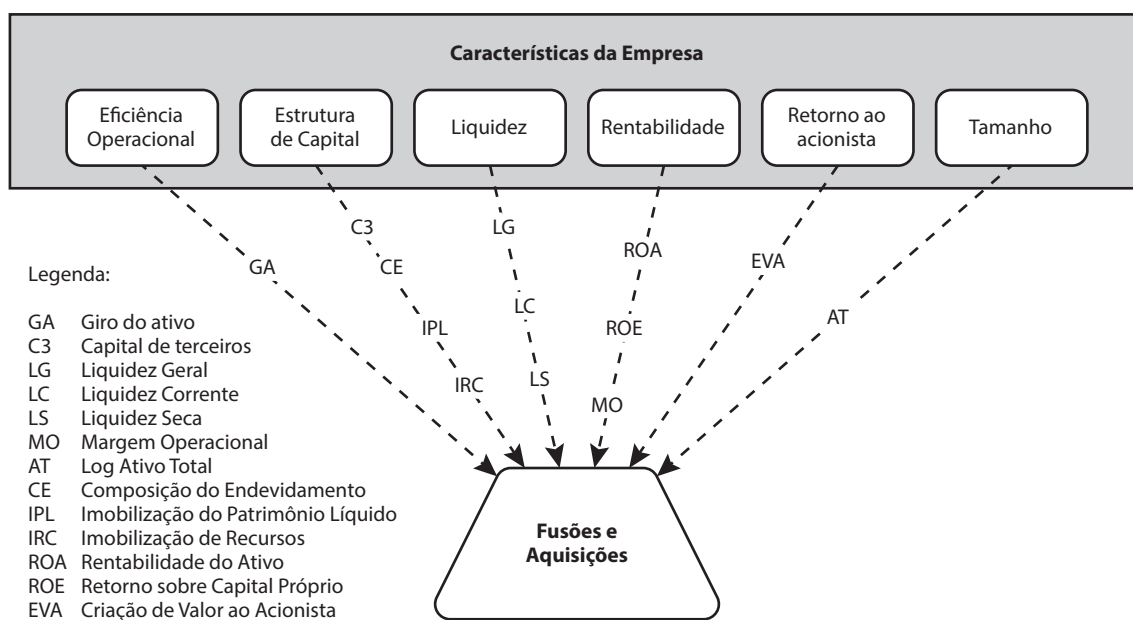 Características da Empresa
Eficiência
Operacional
Estrutura
de Capital
Liquidez
Rentabilidade
Retorno ao
acionista
Tamanho
GA
C3
CE
IPL
IRC
LG
LC
LS
ROA
ROE
MO
EVA
AT
Legenda:
GA Giro do ativo
C3 Capital de terceiros
LG Liquidez Geral
LC Liquidez Corrente
LS Liquidez Seca
MO Margem Operacional
AT Log Ativo Total
CE Composição do Endevidamento
IPL Imobilização do Patrimônio Líquido
IRC Imobilização de Recursos
ROA Rentabilidade do Ativo
ROE Retorno sobre Capital Próprio
EVA Criação de Valor ao Acionista
Fusões e
Aquisições